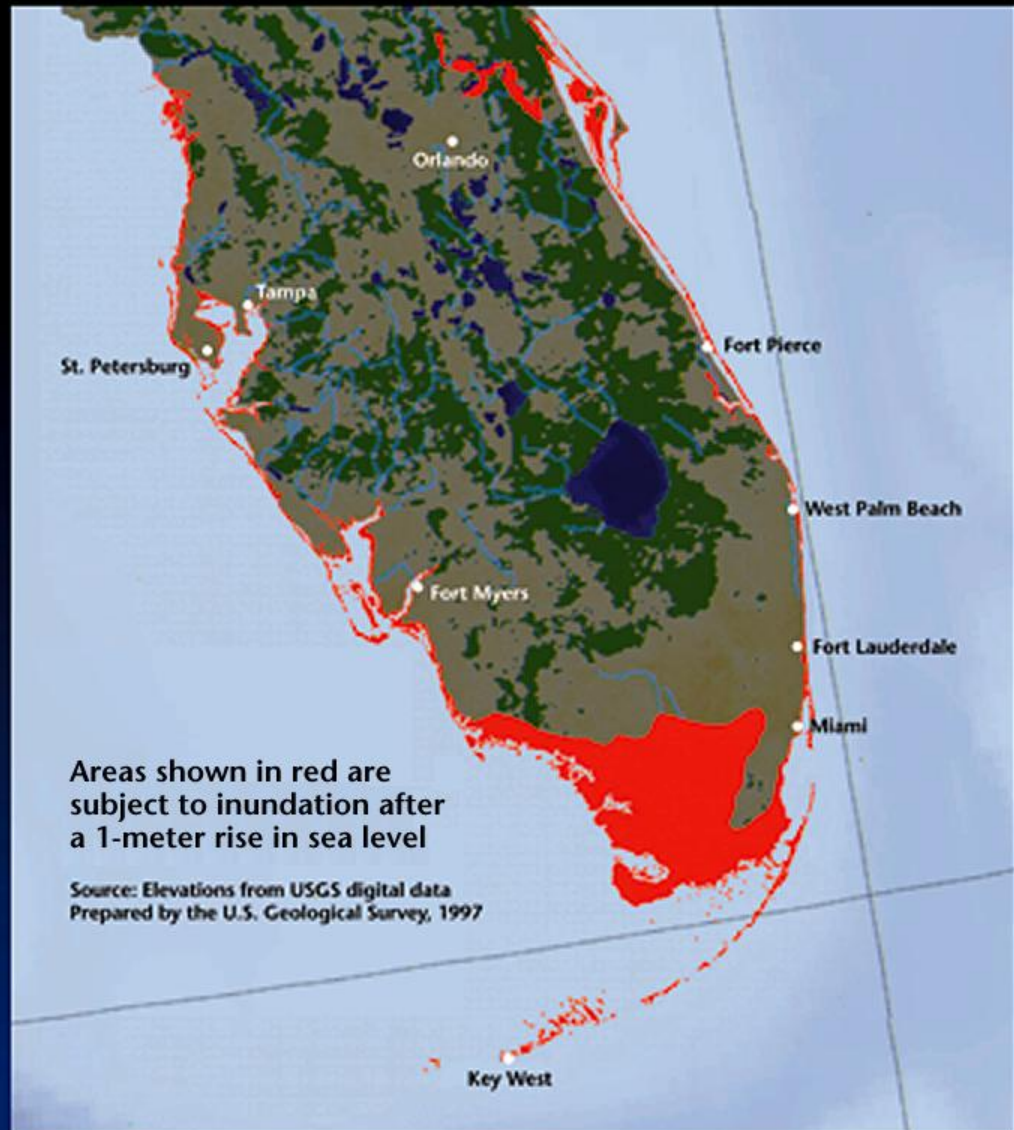 Orlando
Tampa
St. Petersburg
Fort Pierce
West Palm Beach
Fort Myers
Fort Lauderdale
Miami
Areas shown in red are
subject to inundation after
a 1-meter rise in sea level
Source: Elevations from USGS digital data
Prepared by the U.S. Geological Survey, 1997
Key West